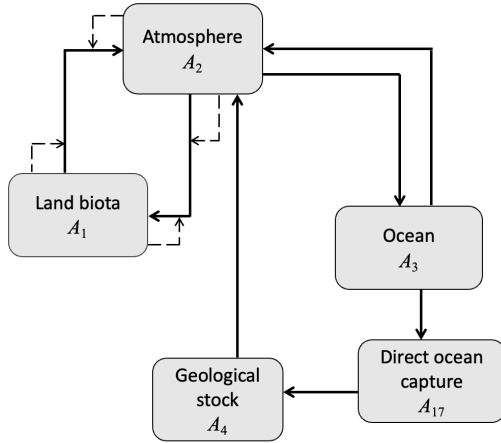 Atmosphere
A₂
Land biota
A₁
Ocean
A₃
Direct ocean
capture
A₁₇
Geological
stock
A₄